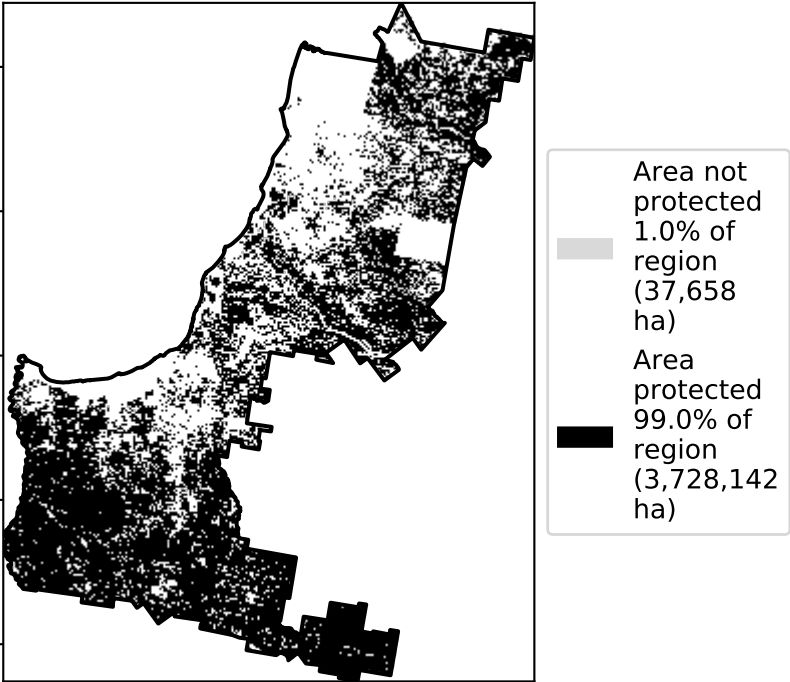 Area not
protected
1.0% of
region
(37,658
ha)
Area
protected
99.0% of
region
(3,728,142
ha)